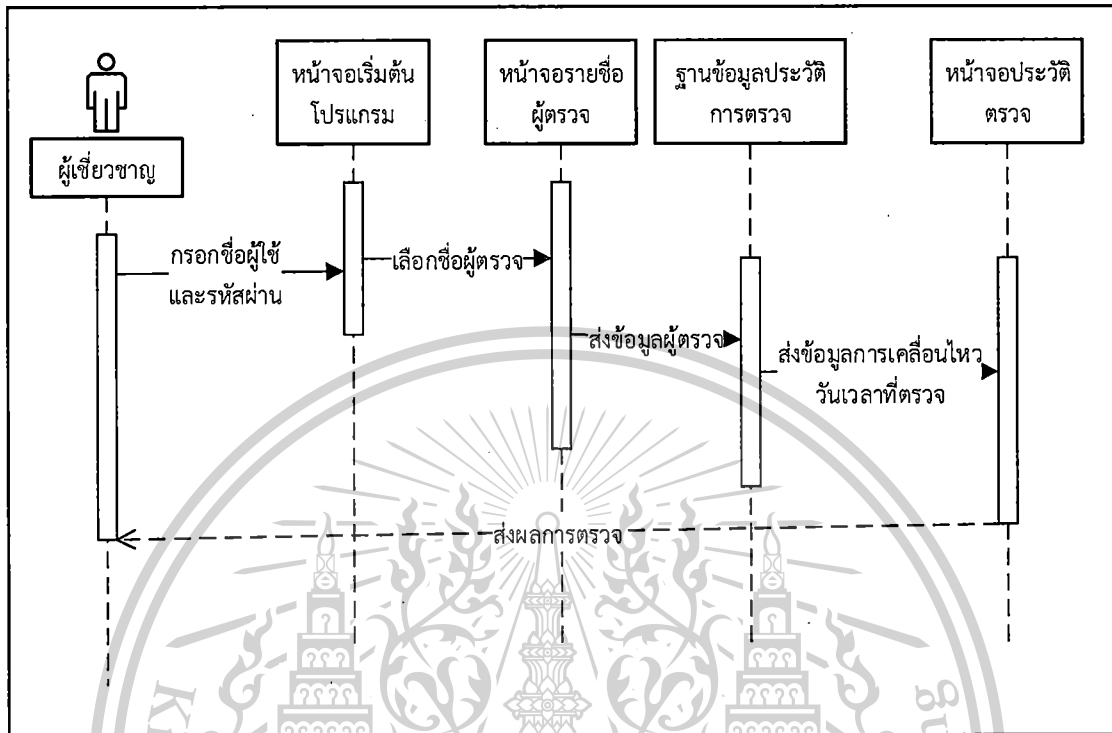 หน้าจอเริ่มต้น
โปรแกรม
หน้าจอรายชื่อ
ผู้ตรวจ
ฐานข้อมูลประวัติ
การตรวจ
หน้าจอประวัติ
ตรวจ
ผู้เชี่ยวชาญ
กรอกชื่อผู้ใช้
และรหัสผ่าน
เลือกชื่อผู้ตรวจ
ส่งข้อมูลผู้ตรวจ
ส่งข้อมูลการเคลื่อนไหว
วันเวลาที่ตรวจ
ส่งผลการตรวจ